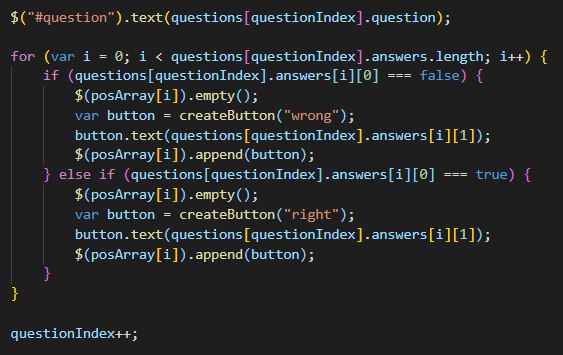 $("#question").text(questions[questionIndex].question);

for (var i = 0; i < questions[questionIndex].answers.length; i++) {
    if (questions[questionIndex].answers[i][0] === false) {
        $(posArray[i]).empty();
        var button = createButton("wrong");
        button.text(questions[questionIndex].answers[i][1]);
        $(posArray[i]).append(button);
    } else if (questions[questionIndex].answers[i][0] === true) {
        $(posArray[i]).empty();
        var button = createButton("right");
        button.text(questions[questionIndex].answers[i][1]);
        $(posArray[i]).append(button);
    }
}

questionIndex++;